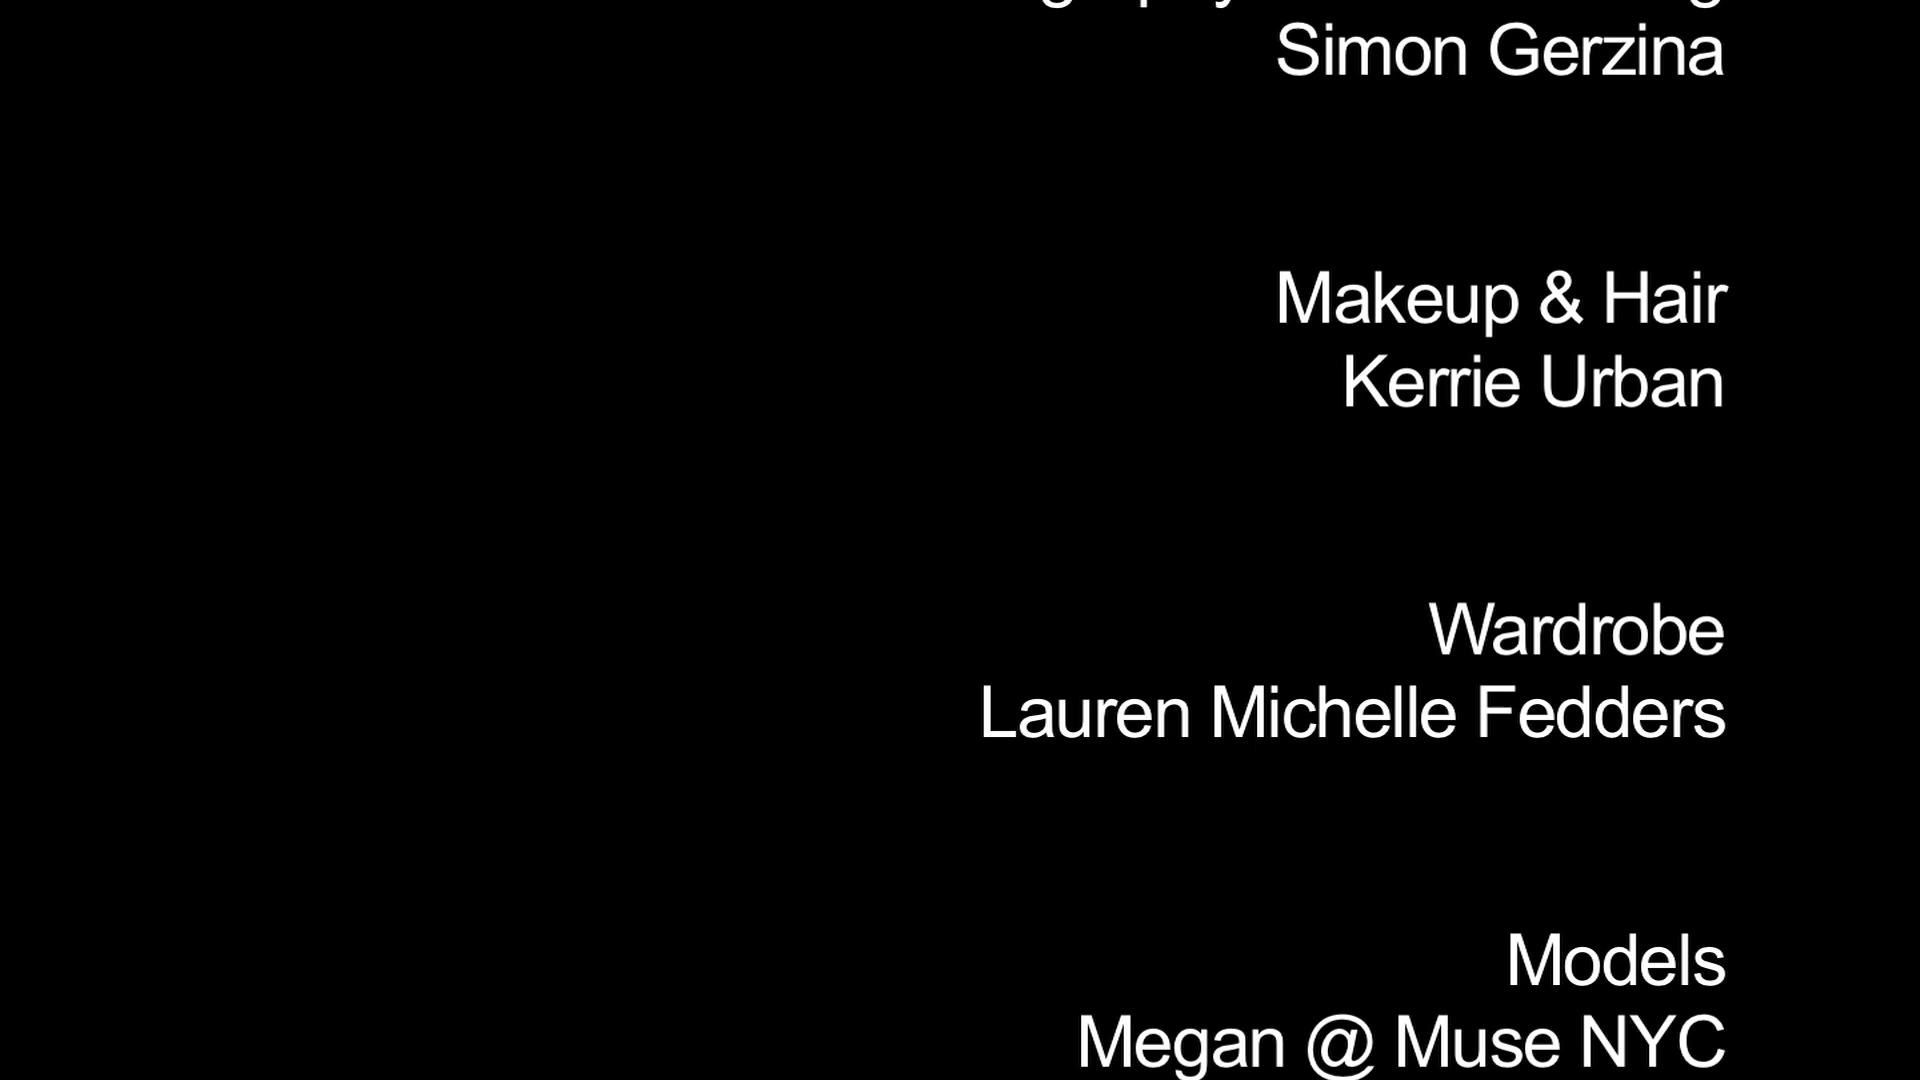 Simon Gerzina
Makeup & Hair
Kerrie Urban
Wardrobe
Lauren Michelle Fedders
Models
Megan @ Muse NYC